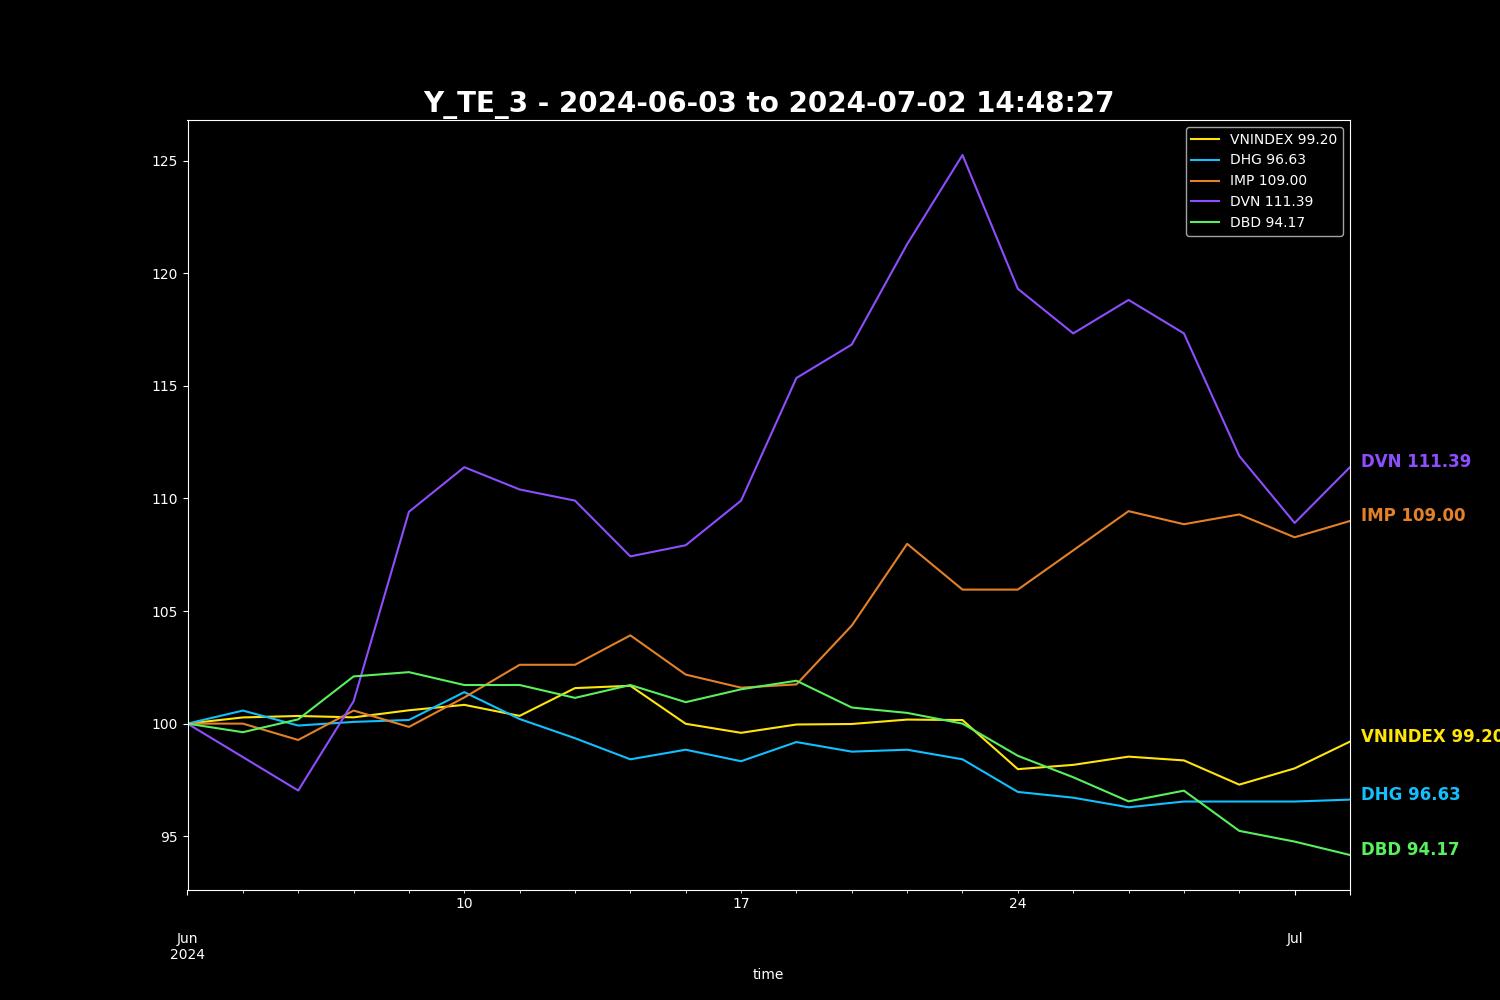 Y_TE_3 - 2024-06-03 to 2024-07-02 14:48:27
VNINDEX 99.20
DHG 96.63
IMP 109.00
DVN 111.39
DBD 94.17
125
120
115
110
105
100
95
DVN 111.39
IMP 109.00
VNINDEX 99.20
DHG 96.63
DBD 94.17
10
17
24
Jun
2024
Jul
time